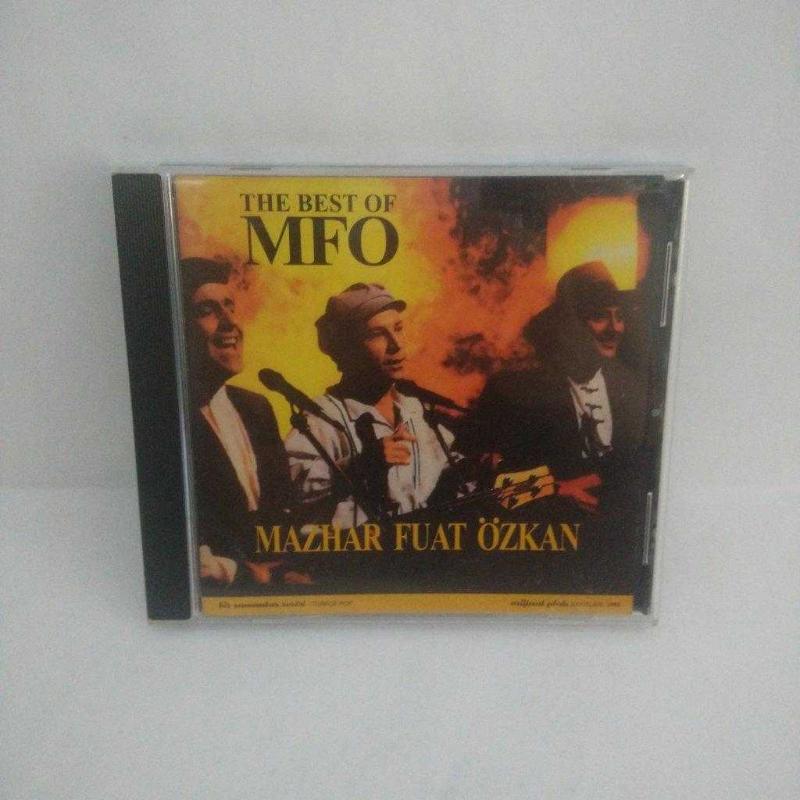 THE BEST OF
MFO
MAZHAR FUAT ÖZKAN